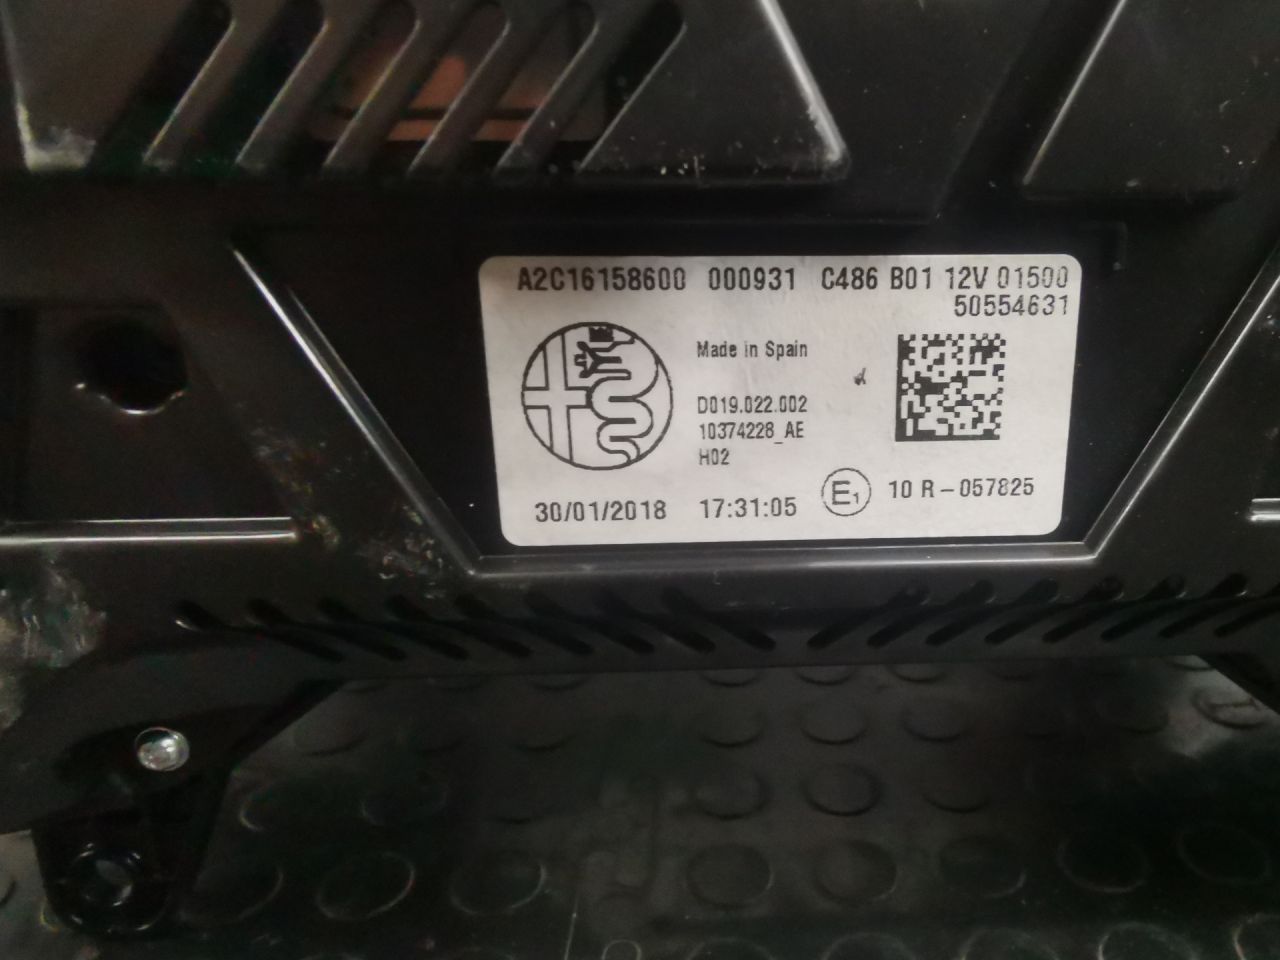 A2C16158600 000931 C486 B01 12V 01500
50554631
Made in Spain
D019.022.002
10374228_AE
H02
30/01/2018 17:31:05 E1 10 R-057825